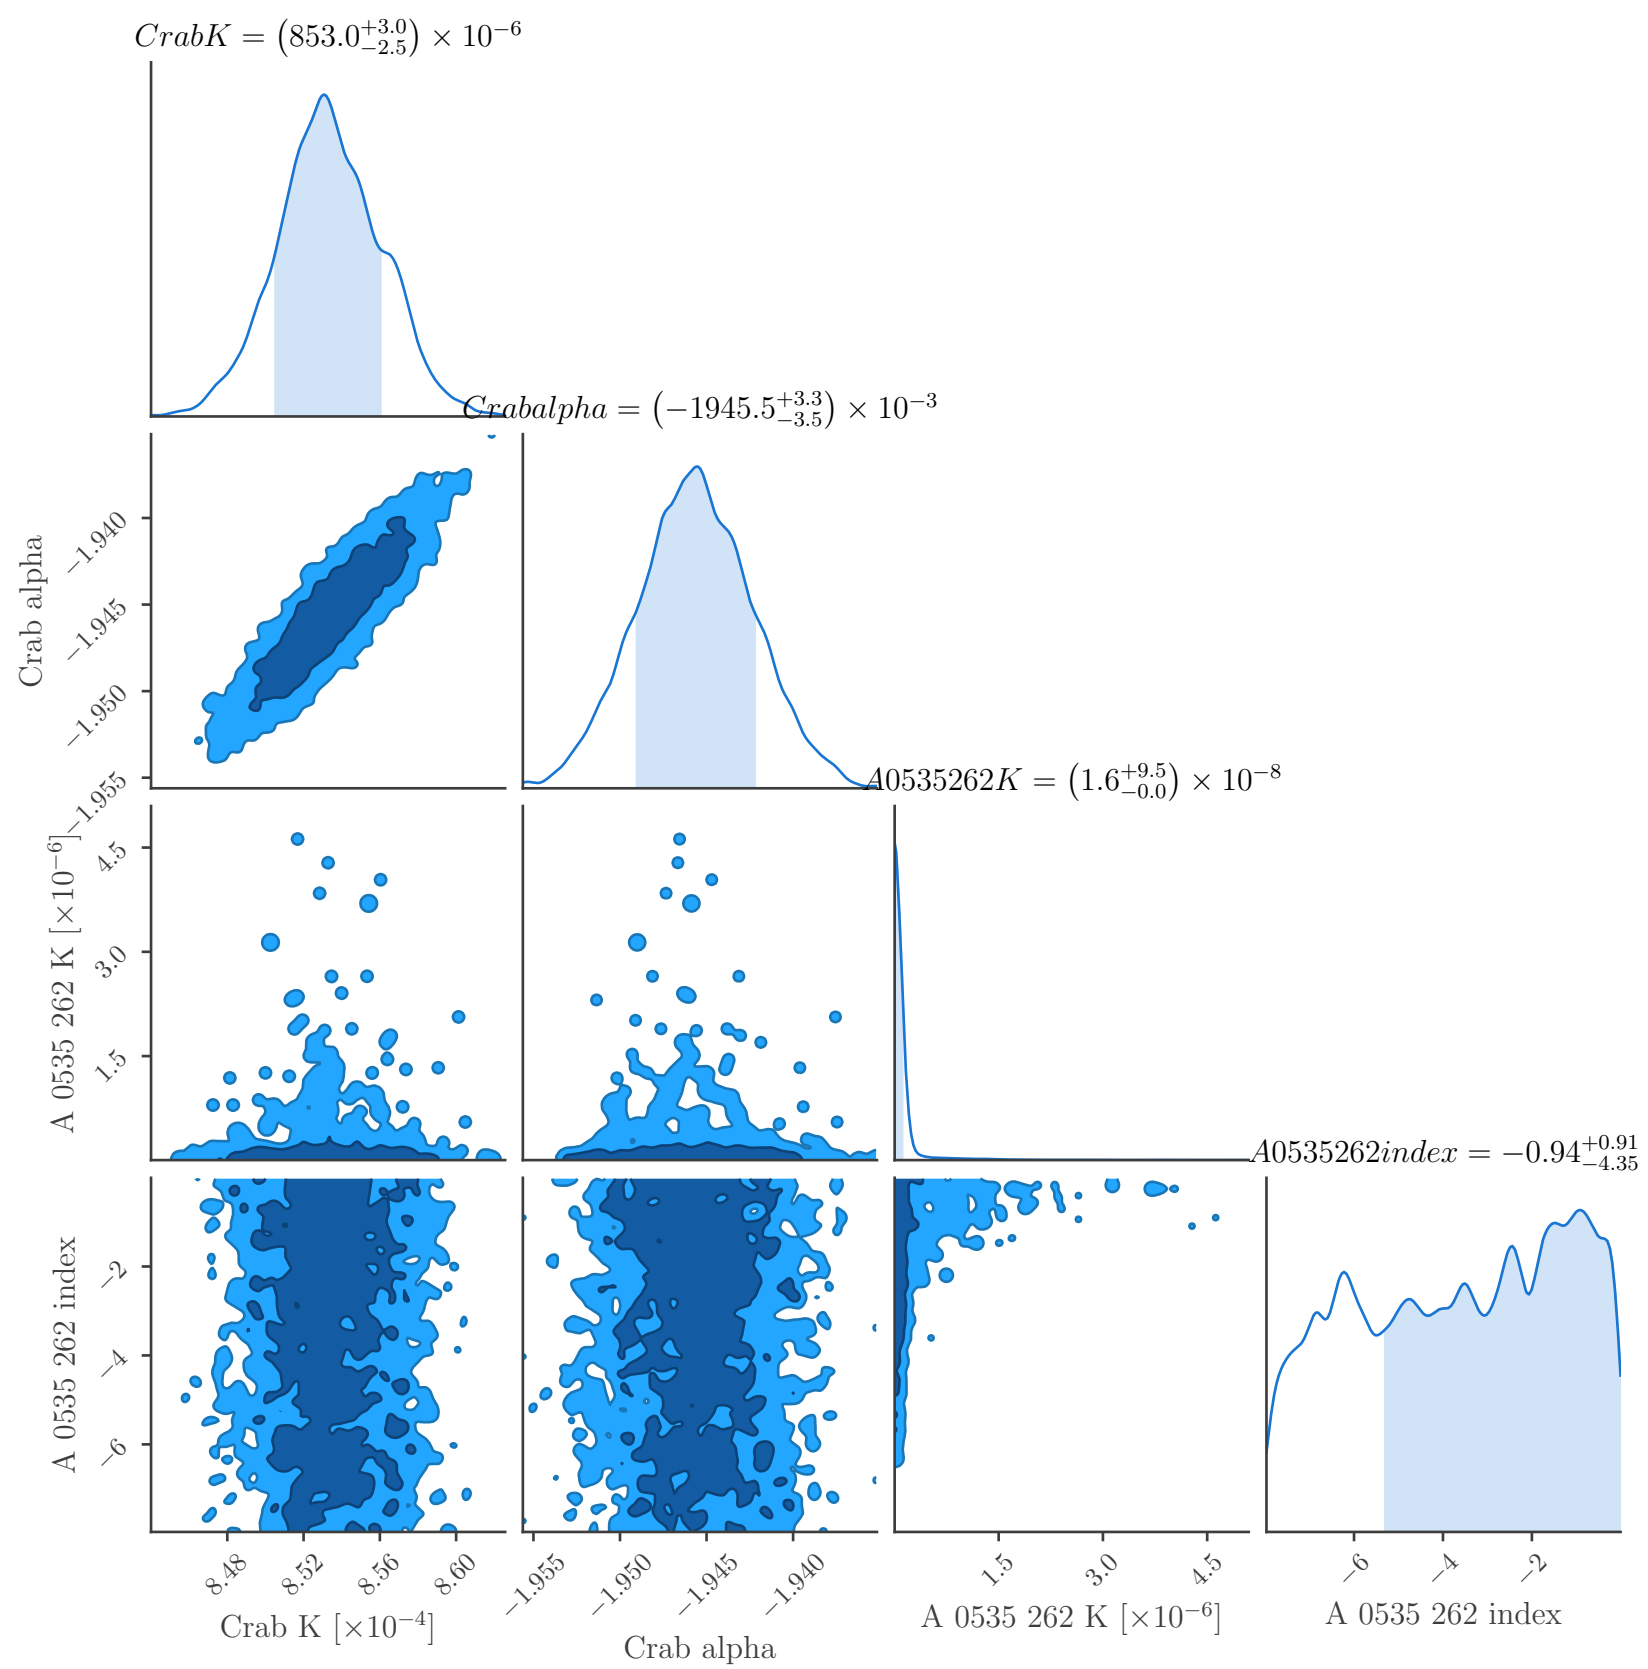 CrabK = (853.0^{+3.0}_{-2.5}) × 10^{-6}
Crabalpha = (−1945.5^{+3.3}_{-3.5}) × 10^{-3}
Crab alpha
−1.940
−1.945
−1.950
−1.955
A0535262K = (1.6^{+9.5}_{-0.0}) × 10^{-8}
A 0535 262 K [×10^{-6}]
4.5
3.0
1.5
A0535262index = −0.94^{+0.91}_{-4.35}
A 0535 262 index
−2
−4
−6
8.48 8.52 8.56 8.60
−1.955 −1.950 −1.945 −1.940
1.5 3.0 4.5
−6 −4 −2
Crab K [×10^{-4}]
Crab alpha
A 0535 262 K [×10^{-6}]
A 0535 262 index